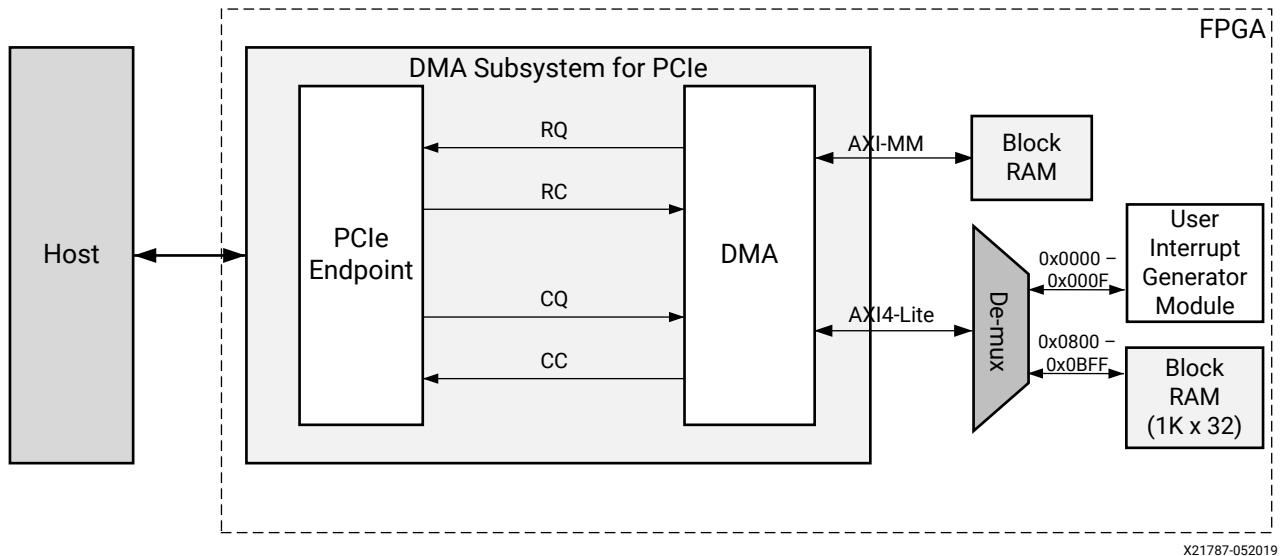 FPGA
DMA Subsystem for PCIe
Host
PCIe
Endpoint
RQ
RC
CQ
CC
DMA
AXI-MM
Block
RAM
AXI4-Lite
De-mux
0x0000 –
0x000F
User
Interrupt
Generator
Module
0x0800 –
0x0BFF
Block
RAM
(1K x 32)
X21787-052019